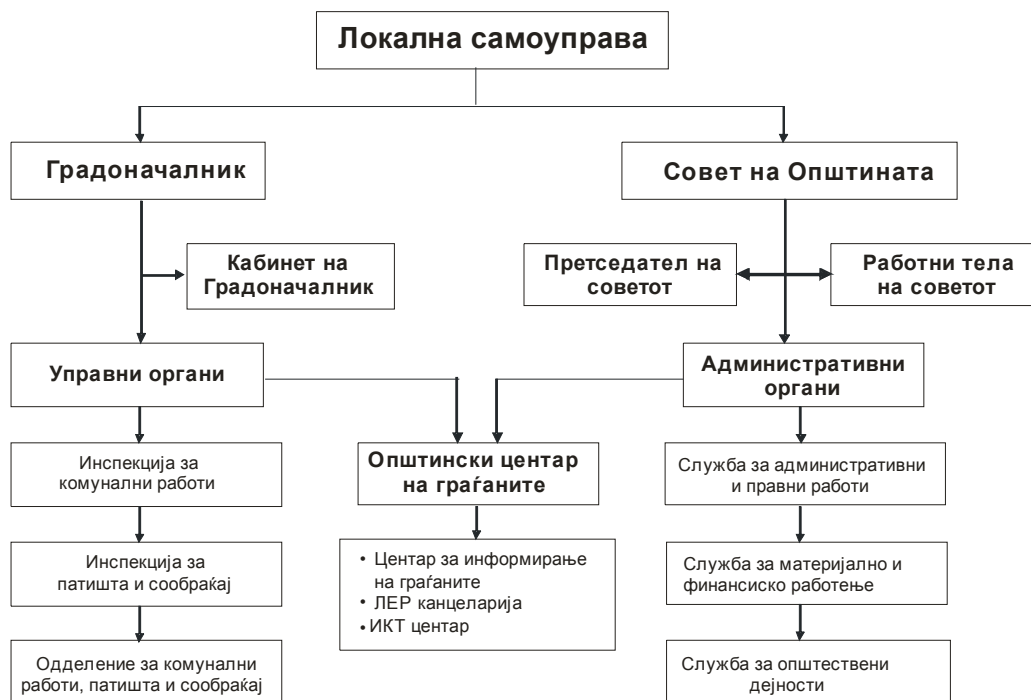 Локална самоуправа
Градоначалник
Совет на Општината
Кабинет на
Градоначалник
Претседател на
советот
Работни тела
на советот
Управни органи
Административни
органи
Инспекција за
комунални работи
Општински центар
на граѓаните
Служба за административни
и правни работи
Инспекција за
патишта и сообраќај
• Центар за информирање
на граѓаните
• ЛЕР канцеларија
• ИКТ центар
Служба за материјално и
финансиско работење
Одделение за комунални
работи, патишта и сообраќај
Служба за општествени
дејности